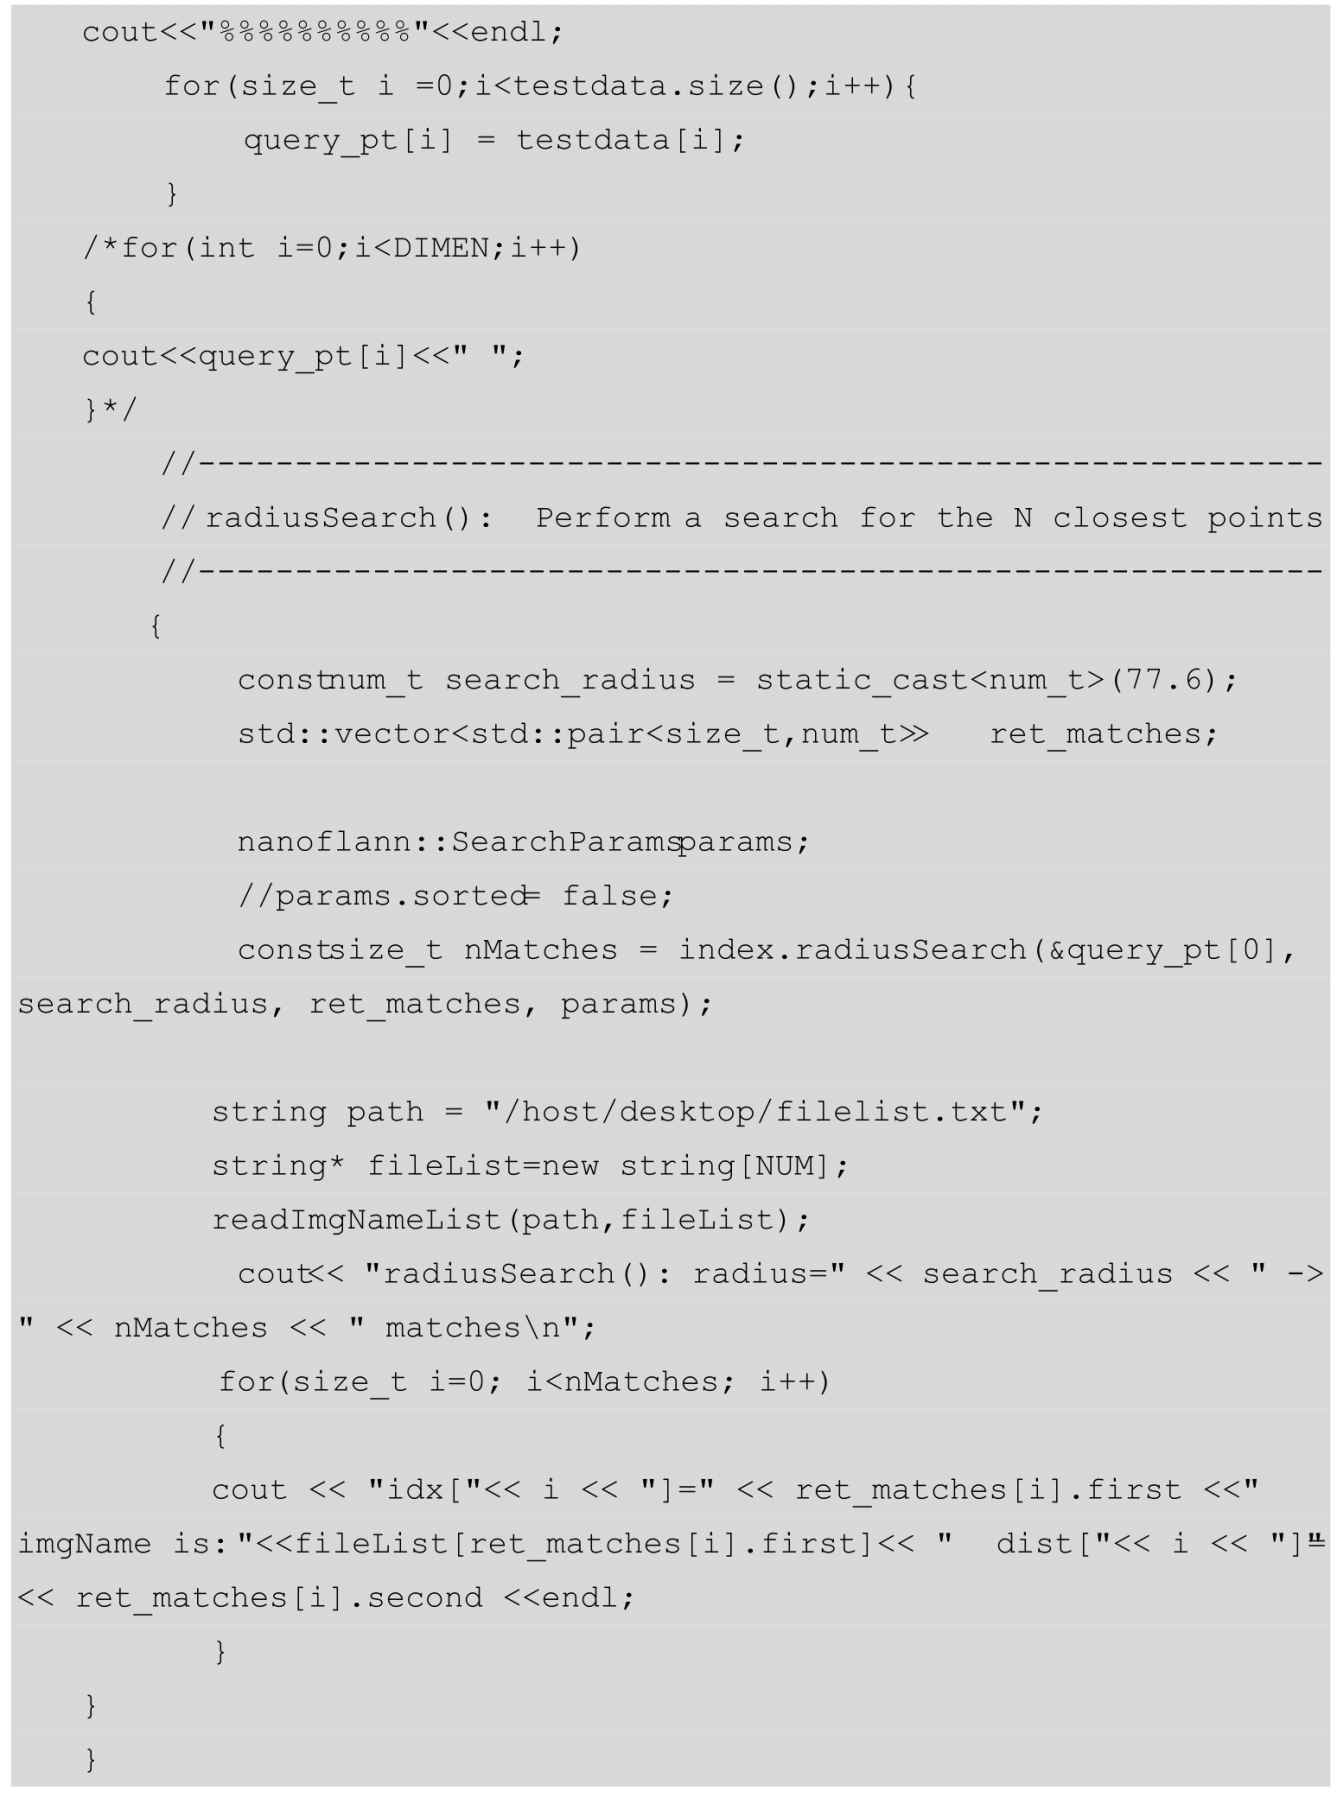 cout<<"%%%%%%%%%%"<<endl;
for(size_t i =0;i<testdata.size();i++){
query_pt[i] = testdata[i];
}
/*for(int i=0;i<DIMEN;i++)
{
cout<<query_pt[i]<<" ";
}*/
//----------------------------------------------------------
// radiusSearch():  Perform a search for the N closest points
//----------------------------------------------------------
{
constnum_t search_radius = static_cast<num_t>(77.6);
std::vector<std::pair<size_t,num_t>>   ret_matches;
nanoflann::SearchParamsparams;
//params.sorted= false;
constsize_t nMatches = index.radiusSearch(&query_pt[0],
search_radius, ret_matches, params);
string path = "/host/desktop/filelist.txt";
string* fileList=new string[NUM];
readImgNameList(path,fileList);
cout<< "radiusSearch(): radius=" << search_radius << " ->
" << nMatches << " matches\n";
for(size_t i=0; i<nMatches; i++)
{
cout << "idx["<< i << "]=" << ret_matches[i].first <<"
imgName is:"<<fileList[ret_matches[i].first]<< "  dist["<< i << "]="
<< ret_matches[i].second <<endl;
}
}
}